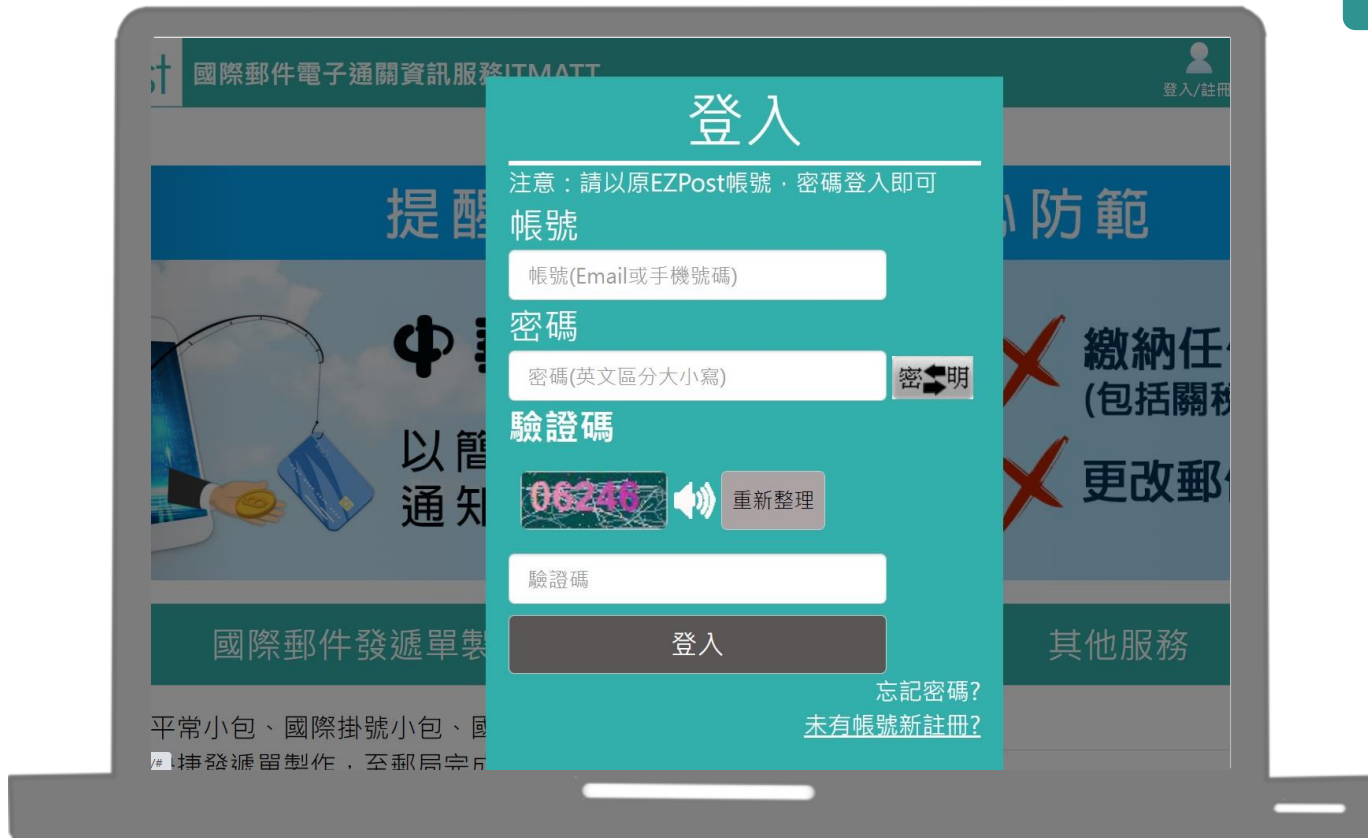 國際郵件電子通關資訊服務ITMATT
登入/註冊
登入
注意：請以原EZPost帳號，密碼登入即可
提醒
防範
帳號
帳號(Email或手機號碼)
密碼
密碼(英文區分大小寫)
密 明
驗證碼
06246
重新整理
驗證碼
登入
忘記密碼?
未有帳號新註冊?
中
以簡
通知
繳納任
(包括關稅
更改郵
國際郵件發遞單製
其他服務
平常小包、國際掛號小包、國
捷發遞單製作，至郵局完成
/#